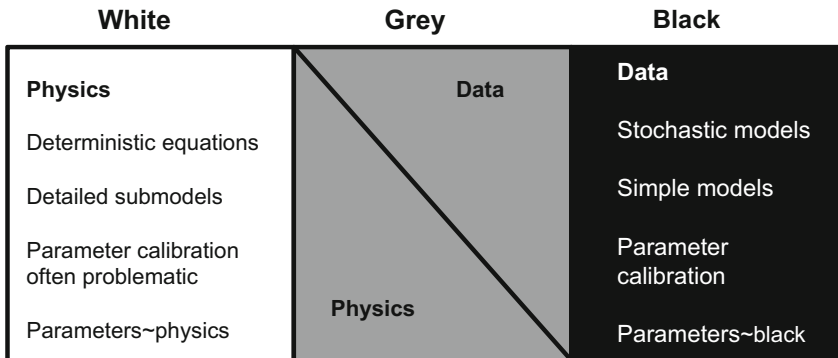 White
Grey
Black
Physics
Deterministic equations
Detailed submodels
Parameter calibration
often problematic
Parameters~physics
Data
Physics
Data
Stochastic models
Simple models
Parameter
calibration
Parameters~black